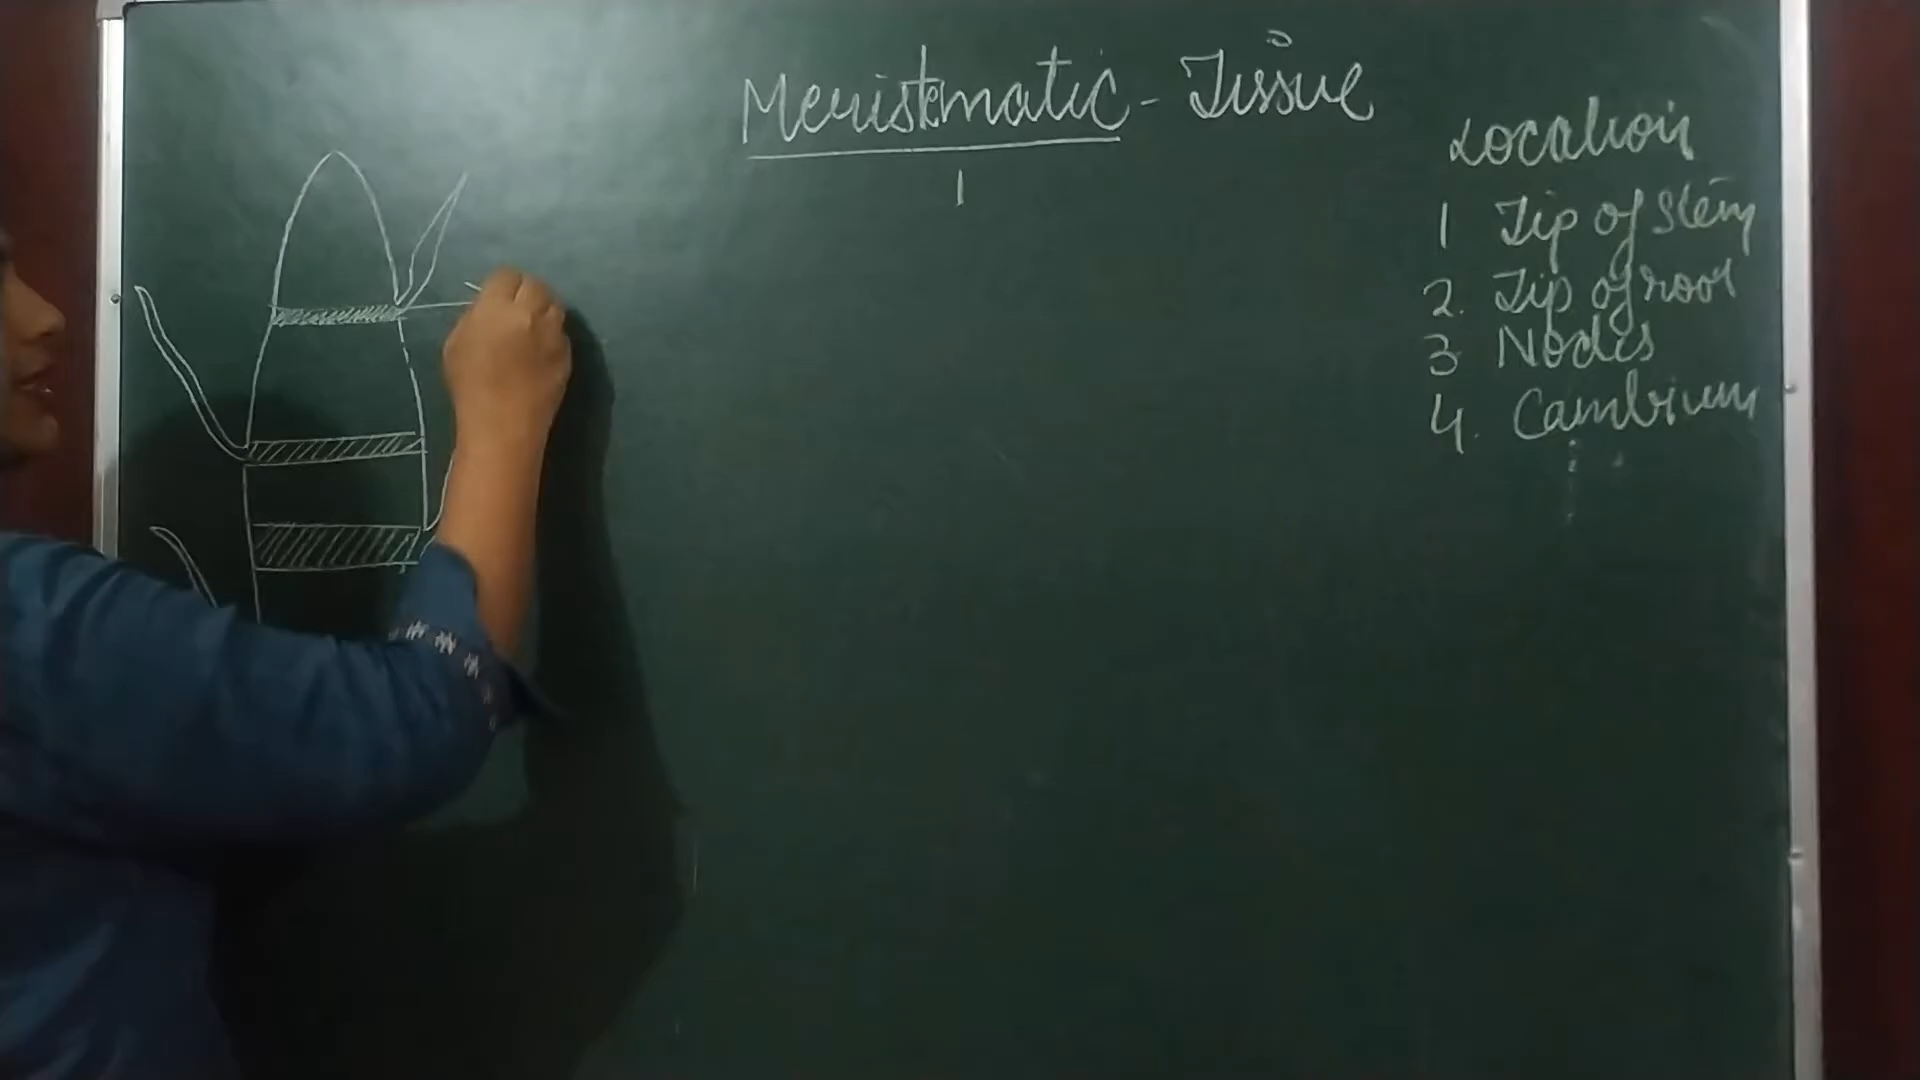 Meristematic - Tissue
Location
1 Tip of Stem
2. Tip of root
3 Nodes
4. Cambium